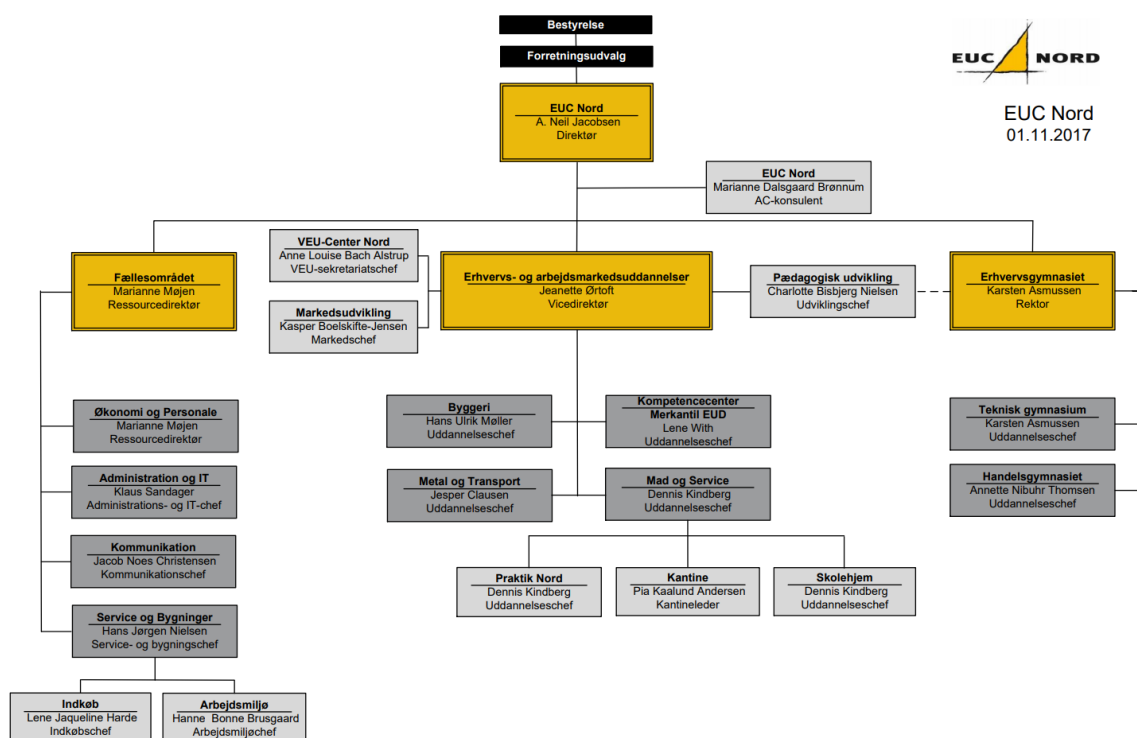 Bestyrelse
Forretningsudvalg
EUC NORD
EUC Nord
01.11.2017
EUC Nord
A. Neil Jacobsen
Direktør
EUC Nord
Marianne Dalsgaard Brønnum
AC-konsulent
VEU-Center Nord
Anne Louise Bach Alstrup
VEU-sekretariatschef
Fællesområdet
Marianne Møjen
Ressourcedirektør
Erhvervs- og arbejdsmarkedsuddannelser
Jeanette Ørtoft
Vicedirektør
Pædagogisk udvikling
Charlotte Bisbjerg Nielsen
Udviklingschef
Erhvervsgymnasiet
Karsten Asmussen
Rektor
Markedsudvikling
Kasper Boelskifte-Jensen
Markedschef
Økonomi og Personale
Marianne Møjen
Ressourcedirektør
Byggeri
Hans Ulrik Møller
Uddannelseschef
Kompetencecenter
Merkantil EUD
Lene With
Uddannelseschef
Teknisk gymnasium
Karsten Asmussen
Uddannelseschef
Administration og IT
Klaus Sandager
Administrations- og IT-chef
Metal og Transport
Jesper Clausen
Uddannelseschef
Mad og Service
Dennis Kindberg
Uddannelseschef
Handelsgymnasiet
Annette Nibuhr Thomsen
Uddannelseschef
Kommunikation
Jacob Noes Christensen
Kommunikationschef
Praktik Nord
Dennis Kindberg
Uddannelseschef
Kantine
Pia Kaalund Andersen
Kantineleder
Skolehjem
Dennis Kindberg
Uddannelseschef
Service og Bygninger
Hans Jørgen Nielsen
Service- og bygningschef
Indkøb
Lene Jaqueline Harde
Indkøbschef
Arbejdsmiljø
Hanne Bonne Brusgaard
Arbejdsmiljøchef